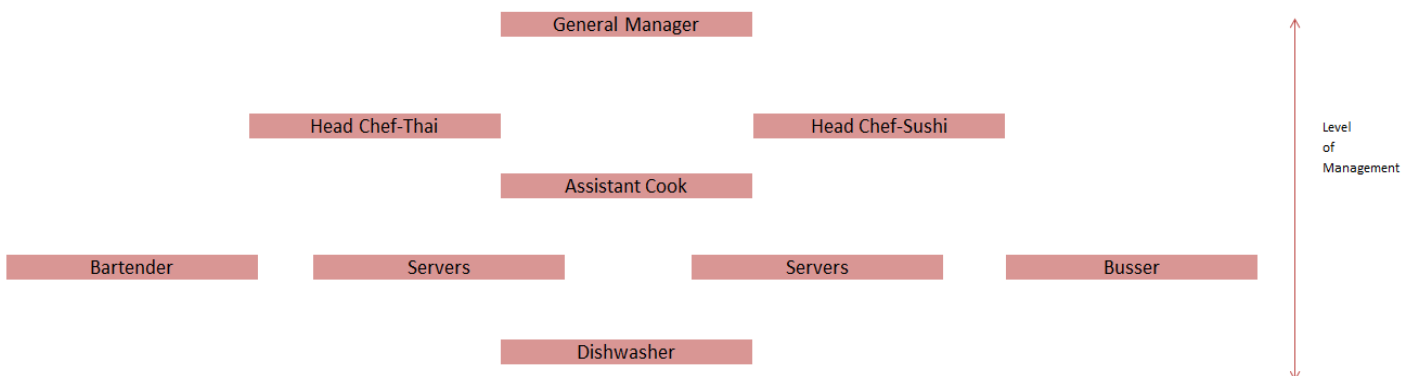 General Manager
Head Chef-Thai
Head Chef-Sushi
Level
of
Management
Assistant Cook
Bartender
Servers
Servers
Busser
Dishwasher